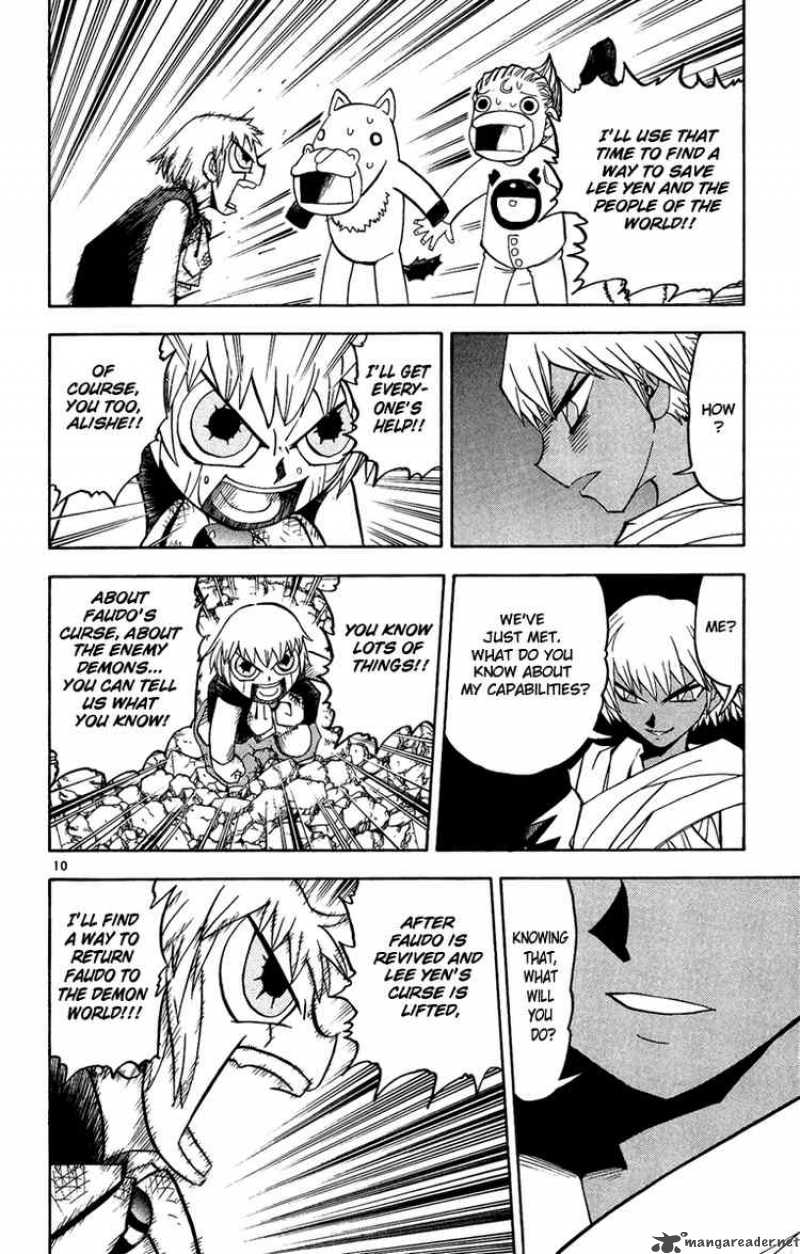 I'LL USE THAT
TIME TO FIND A
WAY TO SAVE
LEE YEN AND THE
PEOPLE OF THE
WORLD!!
HOW
?
I'LL GET
EVERY-
ONE'S
HELP!!
OF
COURSE,
YOU TOO,
ALISHE!!
ME?
WE'VE
JUST MET.
WHAT DO YOU
KNOW ABOUT
MY CAPABILITIES?
YOU KNOW
LOTS OF
THINGS!!
ABOUT
FAUDO'S
CURSE, ABOUT
THE ENEMY
DEMONS...
YOU CAN TELL
US WHAT
YOU KNOW!
10
KNOWING
THAT,
WHAT
WILL
YOU
DO?
AFTER
FAUDO IS
REVIVED AND
LEE YEN'S
CURSE IS
LIFTED,
I'LL FIND
A WAY TO
RETURN
FAUDO TO
THE DEMON
WORLD!!!
mangareader.net